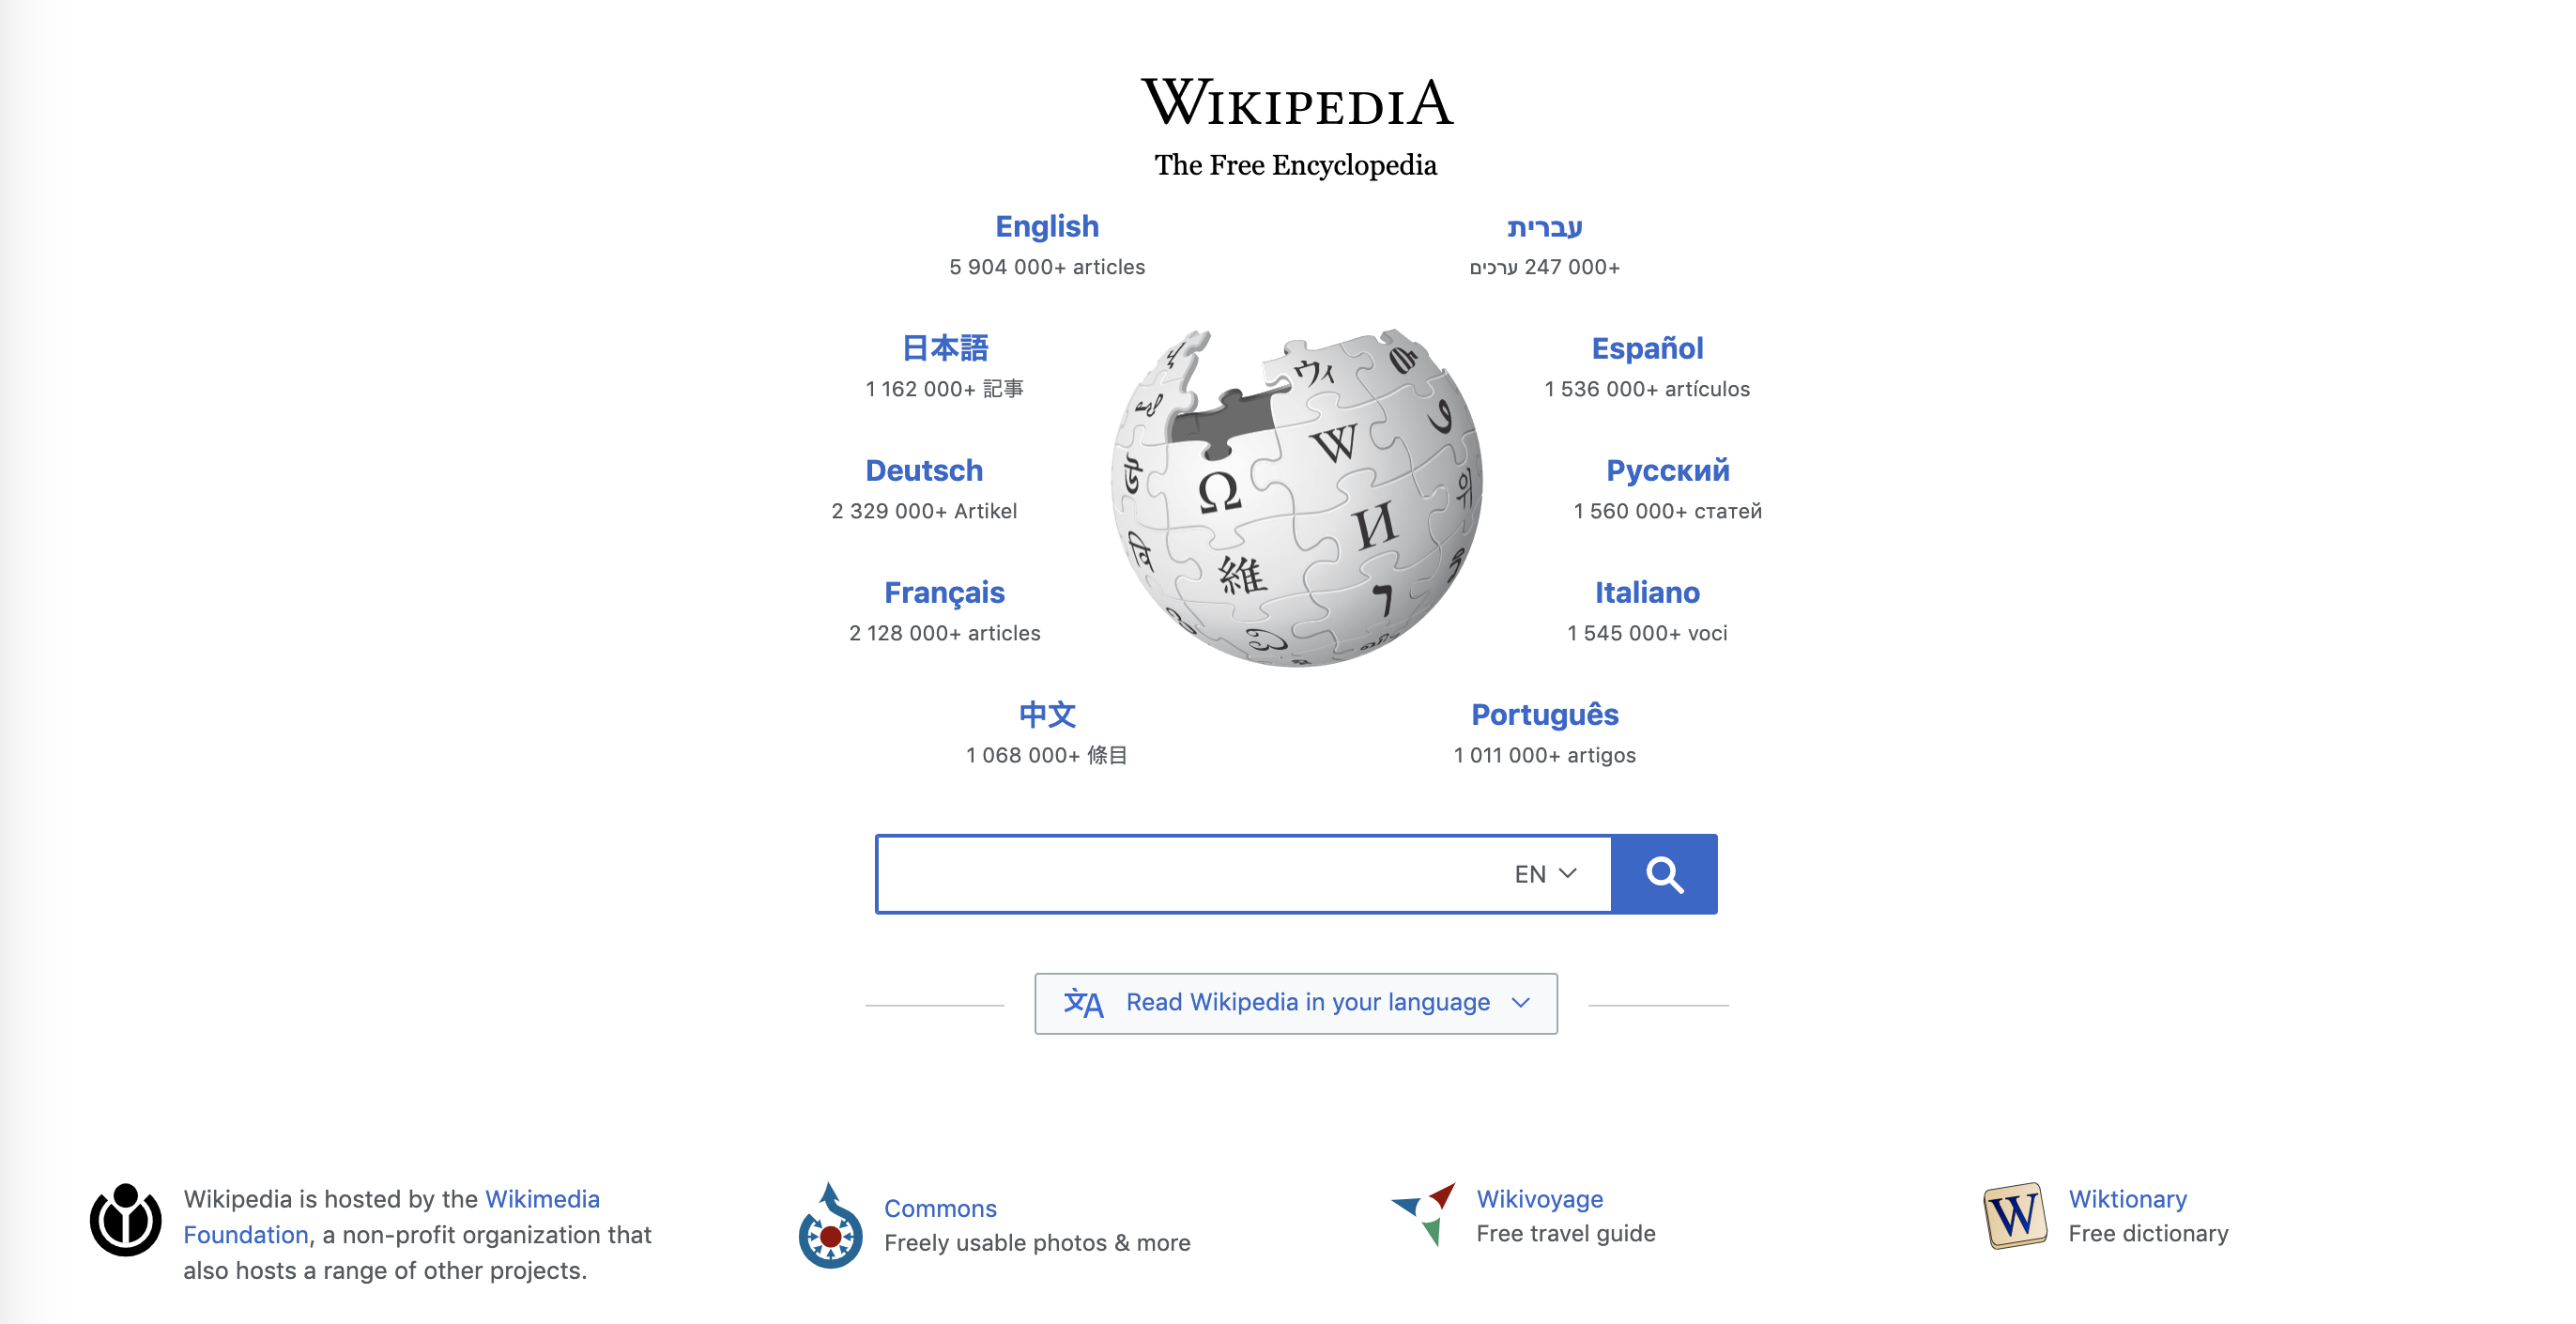 WIKIPEDIA
The Free Encyclopedia
English
5 904 000+ articles
עברית
247 000+ ערכים
日本語
1 162 000+ 記事
Español
1 536 000+ artículos
Deutsch
2 329 000+ Artikel
Русский
1 560 000+ статей
Français
2 128 000+ articles
Italiano
1 545 000+ voci
中文
1 068 000+ 條目
Português
1 011 000+ artigos
ウィ
W
Ω
И
維
EN
Read Wikipedia in your language
Wikipedia is hosted by the Wikimedia
Foundation, a non-profit organization that
also hosts a range of other projects.
Commons
Freely usable photos & more
Wikivoyage
Free travel guide
W
Wiktionary
Free dictionary